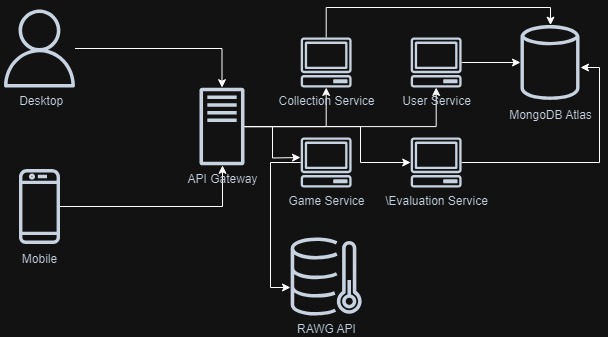 Desktop
Collection Service
User Service
MongoDB Atlas
API Gateway
Game Service
\Evaluation Service
Mobile
RAWG API